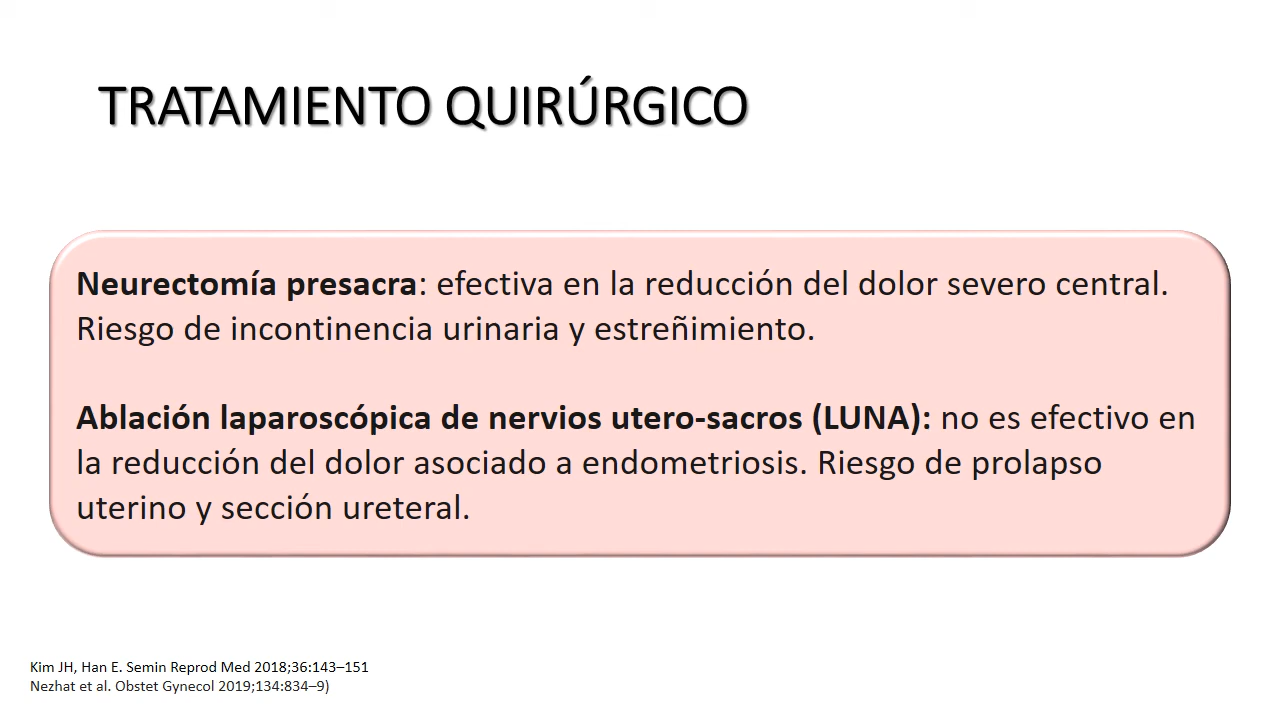 TRATAMIENTO QUIRÚRGICO
Neurectomía presacra: efectiva en la reducción del dolor severo central.
Riesgo de incontinencia urinaria y estreñimiento.
Ablación laparoscópica de nervios utero-sacros (LUNA): no es efectivo en
la reducción del dolor asociado a endometriosis. Riesgo de prolapso
uterino y sección ureteral.
Kim JH, Han E. Semin Reprod Med 2018;36:143–151
Nezhat et al. Obstet Gynecol 2019;134:834–9)